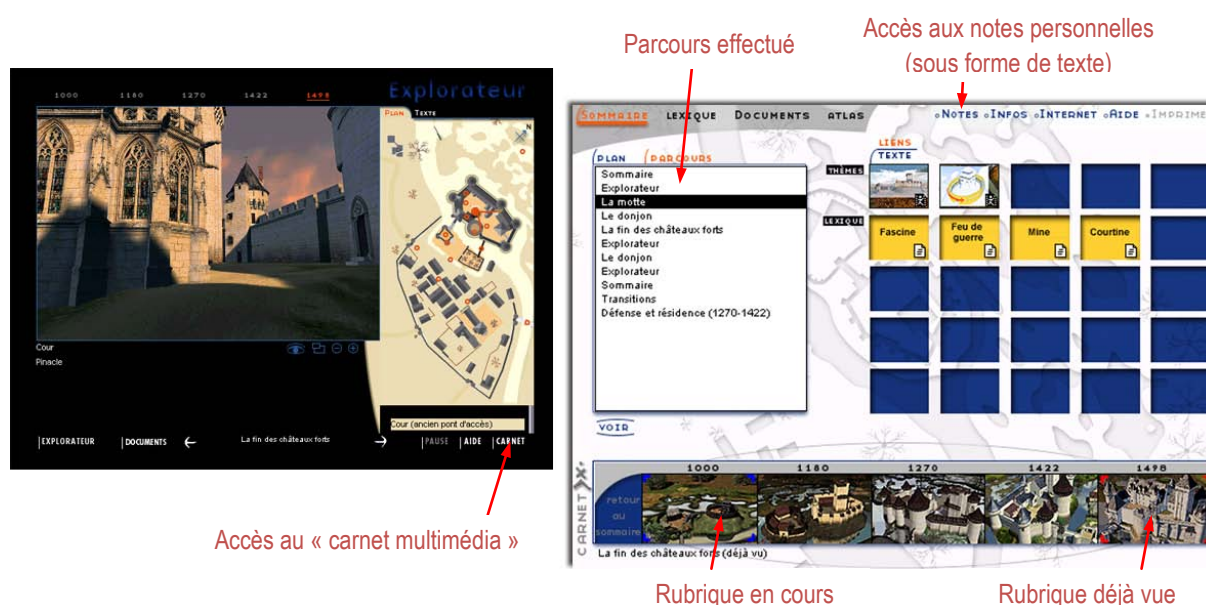 Parcours effectué
Accès aux notes personnelles
(sous forme de texte)
1000 1180 1270 1422 1498
Explorateur
PLAN TEXTE
N
Cour
Pinacle
Cour (ancien pont d'accès)
EXPLORATEUR DOCUMENTS La fin des châteaux forts PAUSE AIDE CARNET
Accès au « carnet multimédia »
SOMMAIRE LEXIQUE DOCUMENTS ATLAS NOTES INFOS INTERNET AIDE IMPRIME
PLAN PARCOURS
LIENS
TEXTE
THÈMES
LEXIQUE
Sommaire
Explorateur
La motte
Le donjon
La fin des châteaux forts
Explorateur
Le donjon
Explorateur
Sommaire
Transitions
Défense et résidence (1270-1422)
Fascine
Feu de
guerre
Mine
Courtine
VOIR
1000 1180 1270 1422 1498
CARNET
retour
au
sommaire
La fin des châteaux forts (déjà vu)
Rubrique en cours
Rubrique déjà vue